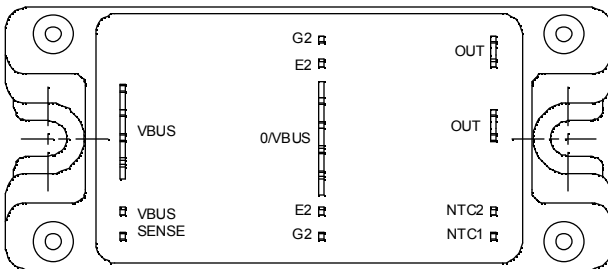 G2
OUT
E2
VBUS
0/VBUS
OUT
E2
NTC2
VBUS
SENSE
G2
NTC1